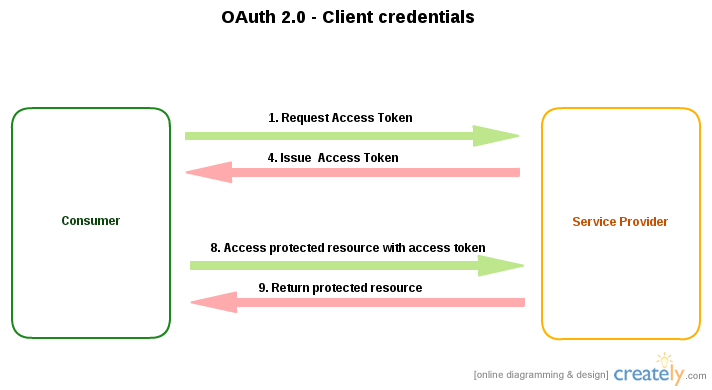 OAuth 2.0 - Client credentials
1. Request Access Token
4. Issue  Access Token
Consumer
Service Provider
8. Access protected resource with access token
9. Return protected resource
[online diagramming & design] creately.com